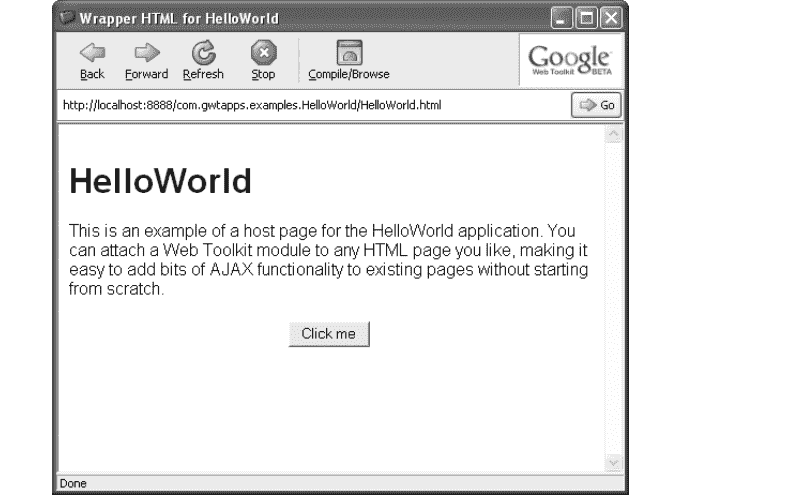 Wrapper HTML for HelloWorld
Back Forward Refresh Stop Compile/Browse
Google
Web Toolkit BETA
http://localhost:8888/com.gwtapps.examples.HelloWorld/HelloWorld.html Go
HelloWorld
This is an example of a host page for the HelloWorld application. You
can attach a Web Toolkit module to any HTML page you like, making it
easy to add bits of AJAX functionality to existing pages without starting
from scratch.
Click me
Done